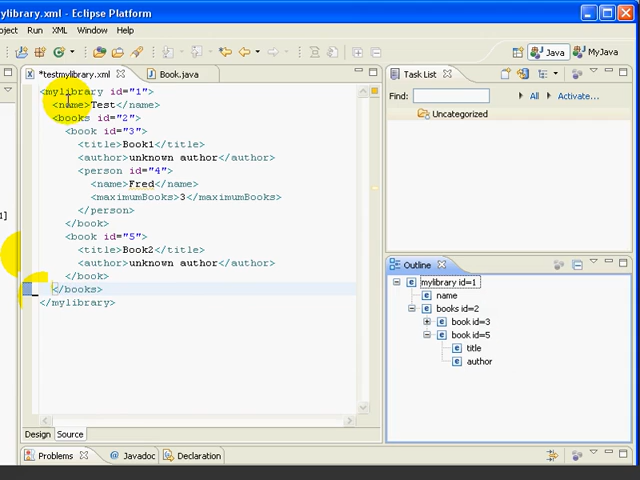 ylibrary.xml - Eclipse Platform
oject Run XML Window Help
Java MyJava
*testmylibrary.xml Book.java
<mylibrary id="1">
<name>Test</name>
<books id="2">
<book id="3">
<title>Book1</title>
<author>unknown author</author>
<person id="4">
<name>Fred</name>
<maximumBooks>3</maximumBooks>
</person>
</book>
<book id="5">
<title>Book2</title>
<author>unknown author</author>
</book>
</books>
</mylibrary>
1]
Design Source
Problems Javadoc Declaration
Task List
Find: All Activate...
Uncategorized
Outline
mylibrary id=1
name
books id=2
book id=3
book id=5
title
author